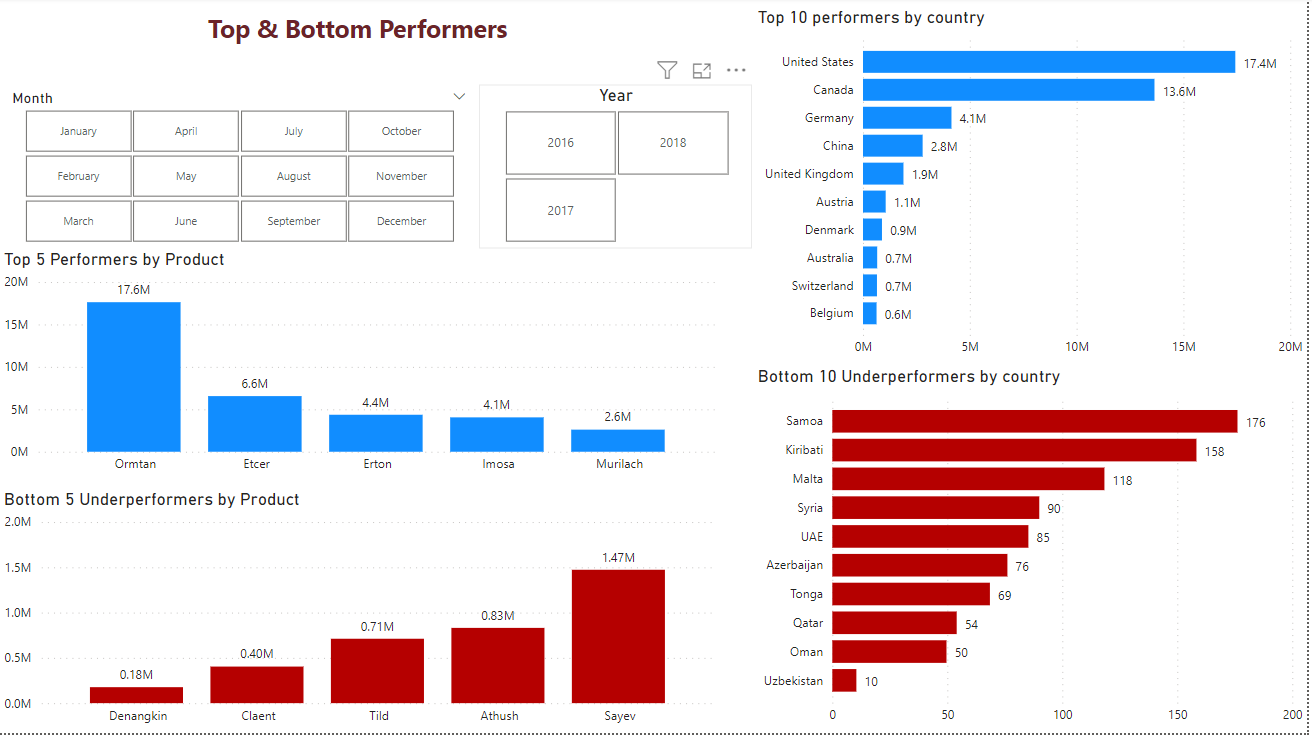 Top & Bottom Performers
Month
January April July October
February May August November
March June September December
Year
2016 2018
2017
Top 5 Performers by Product
20M
15M
10M
5M
0M
17.6M 6.6M 4.4M 4.1M 2.6M
Ormtan Etcer Erton Imosa Murilach
Bottom 5 Underperformers by Product
2.0M
1.5M
1.0M
0.5M
0.0M
0.18M 0.40M 0.71M 0.83M 1.47M
Denangkin Claent Tild Athush Sayev
Top 10 performers by country
United States 17.4M
Canada 13.6M
Germany 4.1M
China 2.8M
United Kingdom 1.9M
Austria 1.1M
Denmark 0.9M
Australia 0.7M
Switzerland 0.7M
Belgium 0.6M
0M 5M 10M 15M 20M
Bottom 10 Underperformers by country
Samoa 176
Kiribati 158
Malta 118
Syria 90
UAE 85
Azerbaijan 76
Tonga 69
Qatar 54
Oman 50
Uzbekistan 10
0 50 100 150 200